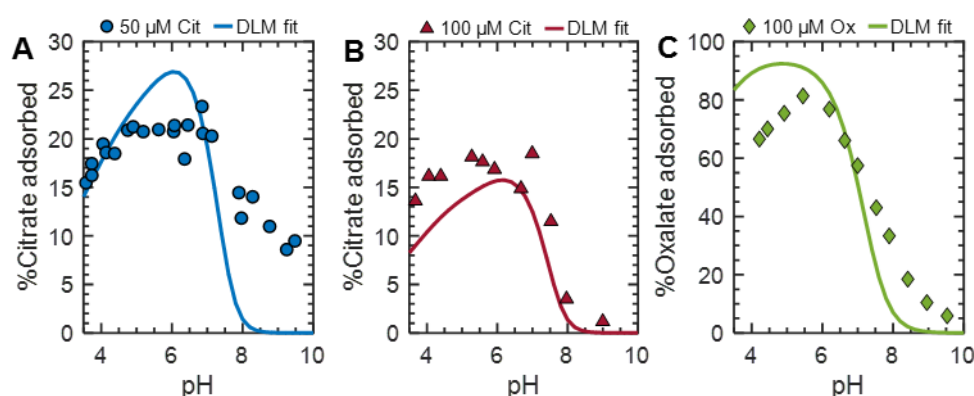 A
50 µM Cit
DLM fit
%Citrate adsorbed
30
25
20
15
10
5
0
4
6
8
10
pH
B
100 µM Cit
DLM fit
%Citrate adsorbed
30
25
20
15
10
5
0
4
6
8
10
pH
C
100 µM Ox
DLM fit
%Oxalate adsorbed
100
80
60
40
20
0
4
6
8
10
pH